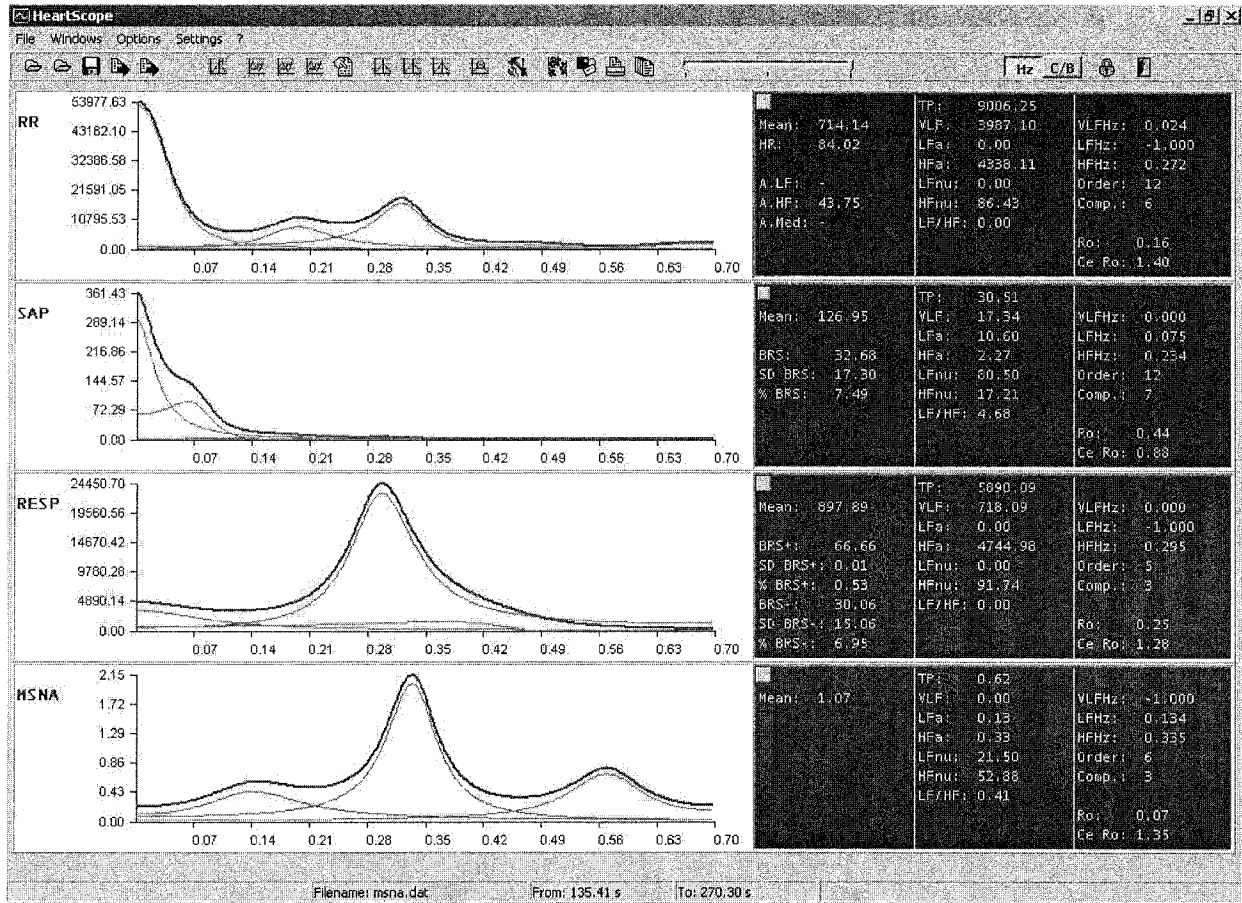 HeartScope
File Windows Options Settings ?
Hz C/B
RR
53977.63
43182.10
32386.58
21591.05
10795.53
0.00
0.07 0.14 0.21 0.28 0.35 0.42 0.49 0.56 0.63 0.70
Mean: 714.14
HR: 84.02
A.LF: -
A.HF: 43.75
A.Med: -
TP: 9006.25
VLF: 3987.10
LFa: 0.00
HFa: 4338.11
LFnu: 0.00
HFnu: 86.43
LF/HF: 0.00
VLFHz: 0.024
LFHz: -1.000
HFHz: 0.272
Order: 12
Comp.: 6
Ro: 0.16
Ce Ro: 1.40
SAP
361.43
289.14
216.86
144.57
72.29
0.00
0.07 0.14 0.21 0.28 0.35 0.42 0.49 0.56 0.63 0.70
Mean: 126.95
BRS: 32.68
SD BRS: 17.30
% BRS: 7.49
TP: 30.51
VLF: 17.34
LFa: 10.60
HFa: 2.27
LFnu: 80.50
HFnu: 17.21
LF/HF: 4.68
VLFHz: 0.000
LFHz: 0.075
HFHz: 0.234
Order: 12
Comp.: 7
Ro: 0.44
Ce Ro: 0.88
RESP
24450.70
19560.56
14670.42
9780.28
4890.14
0.00
0.07 0.14 0.21 0.28 0.35 0.42 0.49 0.56 0.63 0.70
Mean: 897.89
BRS+: 66.66
SD BRS+: 0.01
% BRS+: 0.53
BRS-: 30.06
SD BRS-: 15.06
% BRS-: 6.95
TP: 5890.09
VLF: 718.09
LFa: 0.00
HFa: 4744.98
LFnu: 0.00
HFnu: 91.74
LF/HF: 0.00
VLFHz: 0.000
LFHz: -1.000
HFHz: 0.295
Order: 5
Comp.: 3
Ro: 0.25
Ce Ro: 1.28
MSNA
2.15
1.72
1.29
0.86
0.43
0.00
0.07 0.14 0.21 0.28 0.35 0.42 0.49 0.56 0.63 0.70
Mean: 1.07
TP: 0.62
VLF: 0.00
LFa: 0.13
HFa: 0.33
LFnu: 21.50
HFnu: 52.88
LF/HF: 0.41
VLFHz: -1.000
LFHz: 0.134
HFHz: 0.335
Order: 6
Comp.: 3
Ro: 0.07
Ce Ro: 1.35
Filename: msna.dat From: 135.41 s To: 270.30 s